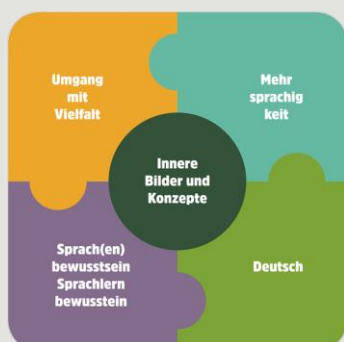 Umgang
mit
Vielfalt
Mehr
sprachig
keit
Innere
Bilder und
Konzepte
Sprach(en)
bewusstsein
Sprachlern
bewusstein
Deutsch